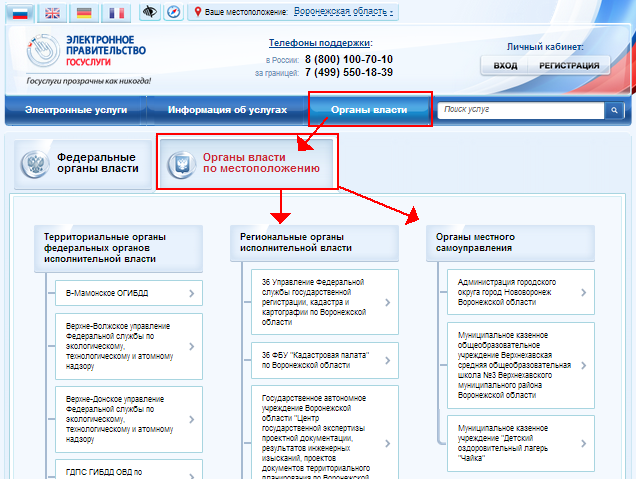 Ваше местоположение: Воронежская область
ЭЛЕКТРОННОЕ
ПРАВИТЕЛЬСТВО
ГОСУСЛУГИ
Госуслуги прозрачны как никогда!
Телефоны поддержки:
в России: 8 (800) 100-70-10
за границей: 7 (499) 550-18-39
Личный кабинет:
ВХОД
РЕГИСТРАЦИЯ
Электронные услуги
Информация об услугах
Органы власти
Поиск услуг
Федеральные
органы власти
Органы власти
по местоположению
Территориальные органы
федеральных органов
исполнительной власти
В-Мамонское ОГИБДД
Верхне-Волжское управление
Федеральной службы по
экологическому,
технологическому и атомному
надзору
Верхне-Донское управление
Федеральной службы по
экологическому,
технологическому и атомному
надзору
ГДПС ГИБДД ОВД по
Региональные органы
исполнительной власти
36 Управление Федеральной
службы государственной
регистрации, кадастра и
картографии по Воронежской
области
36 ФБУ "Кадастровая палата"
по Воронежской области
Государственное автономное
учреждение Воронежской
области "Центр
государственной экспертизы
проектной документации,
результатов инженерных
изысканий, проектов
документов территориального
планирования по Воронежской
Органы местного
самоуправления
Администрация городского
округа город Нововоронеж
Воронежской области
Муниципальное казенное
общеобразовательное
учреждение Верхнехавская
средняя общеобразовательная
школа №3 Верхнехавского
муниципального района
Воронежской области
Муниципальное казенное
учреждение "Детский
оздоровительный лагерь
"Чайка"